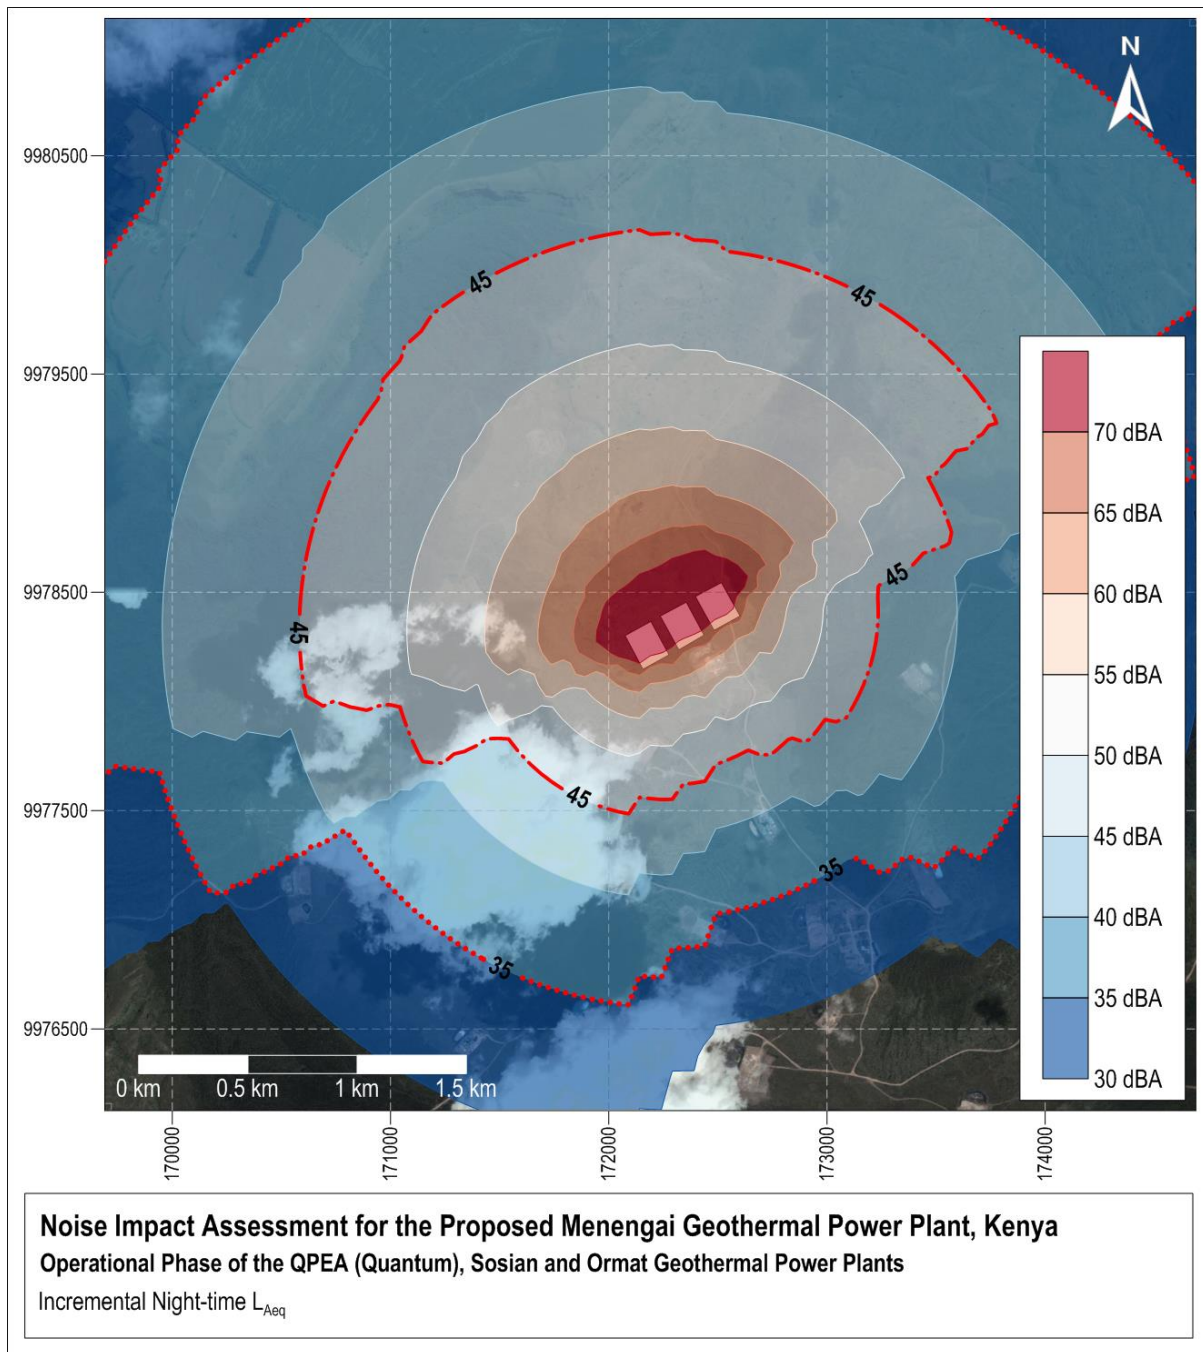 N
9980500
9979500
9978500
9977500
9976500
45
45
45
45
45
35
35
70 dBA
65 dBA
60 dBA
55 dBA
50 dBA
45 dBA
40 dBA
35 dBA
30 dBA
0 km 0.5 km 1 km 1.5 km
170000
171000
172000
173000
174000
Noise Impact Assessment for the Proposed Menengai Geothermal Power Plant, Kenya
Operational Phase of the QPEA (Quantum), Sosian and Ormat Geothermal Power Plants
Incremental Night-time LAeq